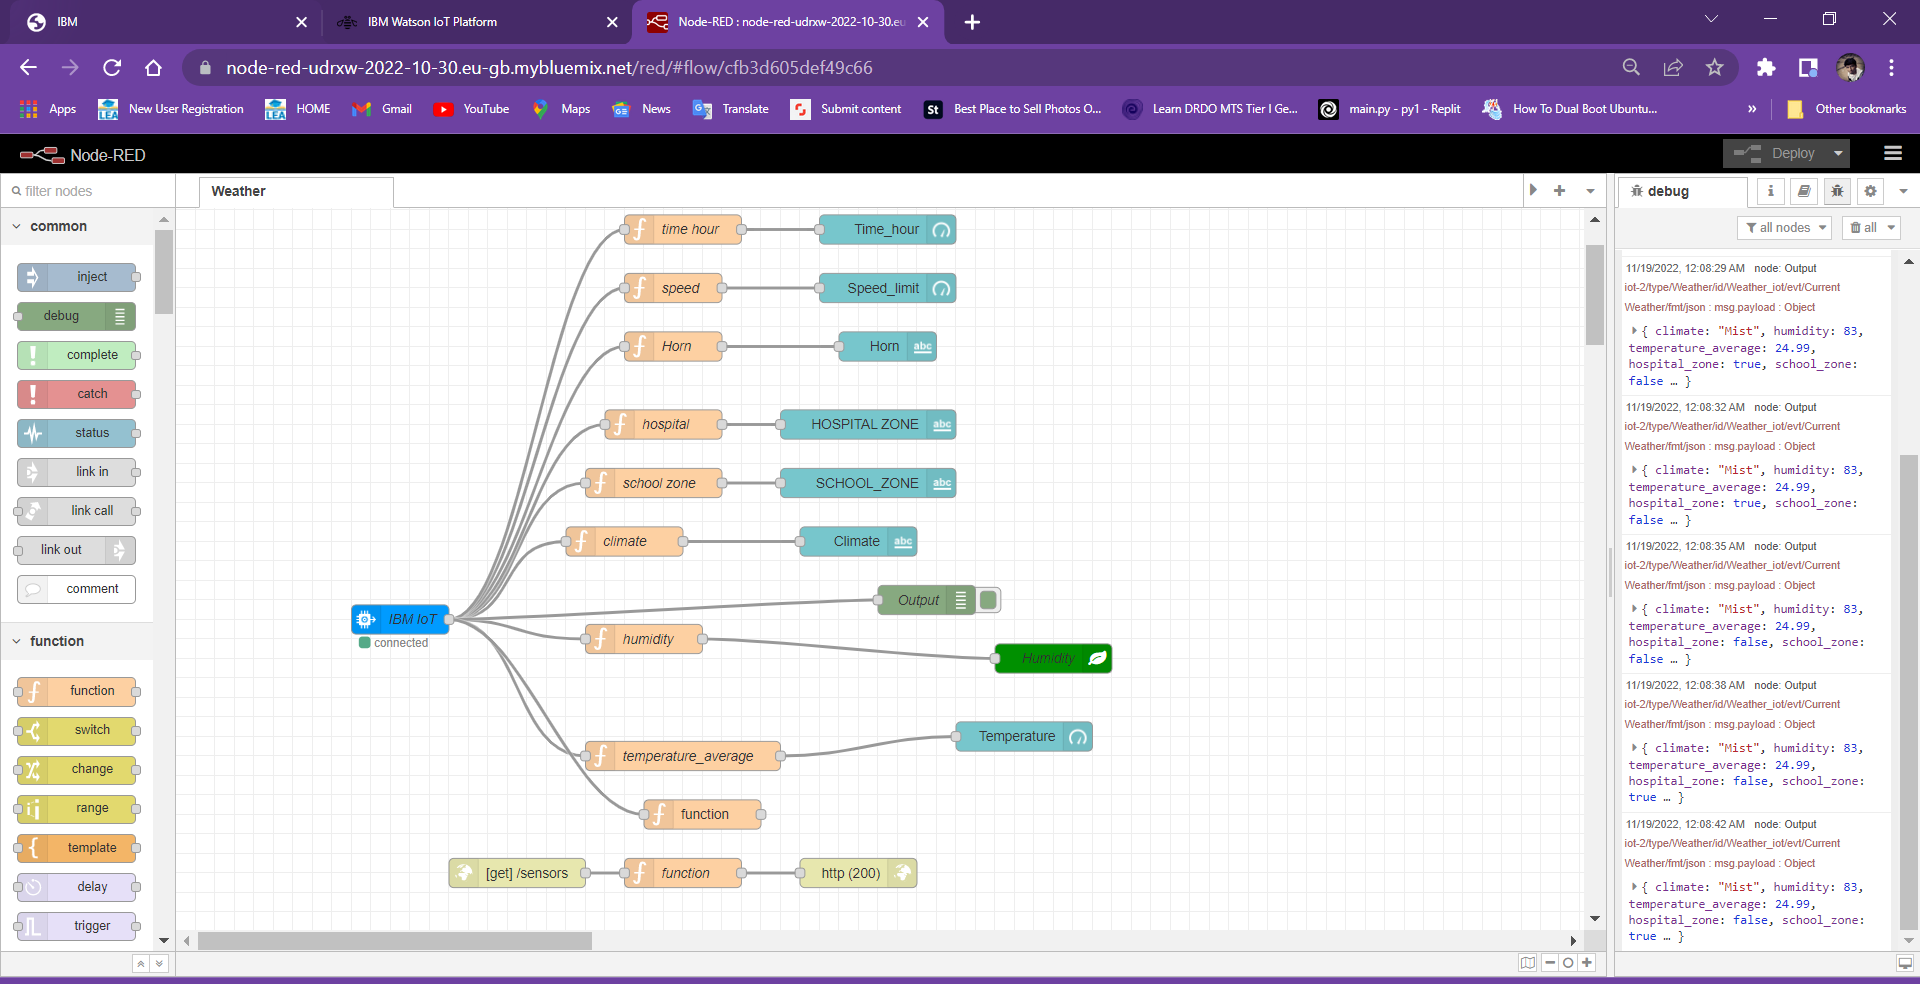 IBM
IBM Watson IoT Platform
Node-RED : node-red-udrxw-2022-10-30.eu-
node-red-udrxw-2022-10-30.eu-gb.mybluemix.net/red/#flow/cfb3d605def49c66
Apps
New User Registration
HOME
Gmail
YouTube
Maps
News
Translate
Submit content
St
Best Place to Sell Photos O...
Learn DRDO MTS Tier I Ge...
main.py - py1 - Replit
How To Dual Boot Ubuntu...
»
Other bookmarks
Node-RED
Deploy
filter nodes
common
inject
debug
complete
catch
status
link in
link call
link out
comment
function
function
switch
change
range
template
delay
trigger
Weather
time hour
Time_hour
speed
Speed_limit
Horn
Horn
abc
hospital
HOSPITAL ZONE
abc
school zone
SCHOOL_ZONE
abc
climate
Climate
abc
Output
IBM IoT
connected
humidity
Humidity
temperature_average
Temperature
function
[get] /sensors
function
http (200)
debug
i
all nodes
all
11/19/2022, 12:08:29 AM node: Output
iot-2/type/Weather/id/Weather_iot/evt/Current
Weather/fmt/json : msg.payload : Object
{ climate: "Mist", humidity: 83,
temperature_average: 24.99,
hospital_zone: true, school_zone:
false … }
11/19/2022, 12:08:32 AM node: Output
iot-2/type/Weather/id/Weather_iot/evt/Current
Weather/fmt/json : msg.payload : Object
{ climate: "Mist", humidity: 83,
temperature_average: 24.99,
hospital_zone: true, school_zone:
false … }
11/19/2022, 12:08:35 AM node: Output
iot-2/type/Weather/id/Weather_iot/evt/Current
Weather/fmt/json : msg.payload : Object
{ climate: "Mist", humidity: 83,
temperature_average: 24.99,
hospital_zone: false, school_zone:
false … }
11/19/2022, 12:08:38 AM node: Output
iot-2/type/Weather/id/Weather_iot/evt/Current
Weather/fmt/json : msg.payload : Object
{ climate: "Mist", humidity: 83,
temperature_average: 24.99,
hospital_zone: false, school_zone:
true … }
11/19/2022, 12:08:42 AM node: Output
iot-2/type/Weather/id/Weather_iot/evt/Current
Weather/fmt/json : msg.payload : Object
{ climate: "Mist", humidity: 83,
temperature_average: 24.99,
hospital_zone: false, school_zone:
true … }